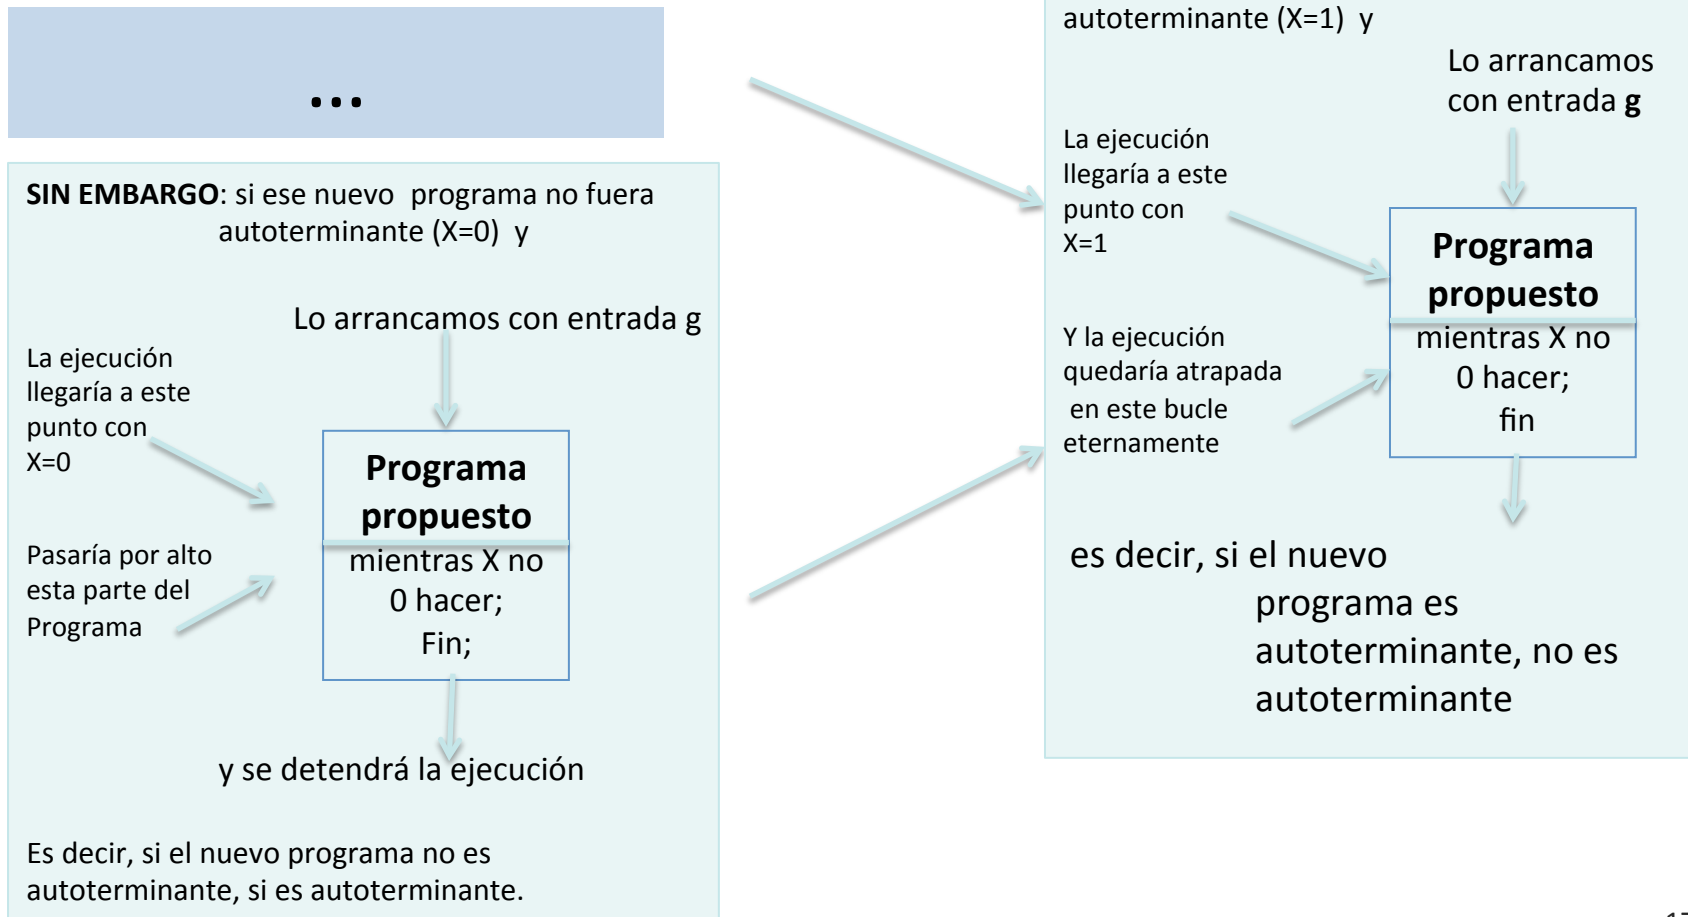 ...
SIN EMBARGO: si ese nuevo programa no fuera
autoterminante (X=0) y
Lo arrancamos con entrada g
La ejecución
llegaría a este
punto con
X=0
Programa
propuesto
mientras X no
0 hacer;
Fin;
Pasaría por alto
esta parte del
Programa
y se detendrá la ejecución
Es decir, si el nuevo programa no es
autoterminante, si es autoterminante.
autoterminante (X=1) y
Lo arrancamos
con entrada g
La ejecución
llegaría a este
punto con
X=1
Programa
propuesto
mientras X no
0 hacer;
fin
Y la ejecución
quedaría atrapada
en este bucle
eternamente
es decir, si el nuevo
programa es
autoterminante, no es
autoterminante